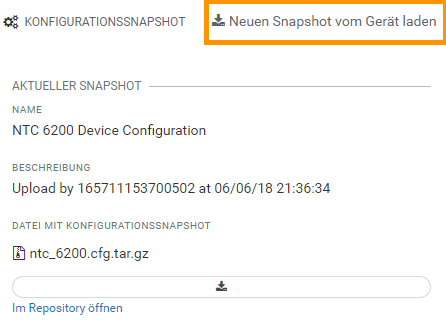 KONFIGURATIONSSNAPSHOT
Neuen Snapshot vom Gerät laden
AKTUELLER SNAPSHOT
NAME
NTC 6200 Device Configuration
BESCHREIBUNG
Upload by 165711153700502 at 06/06/18 21:36:34
DATEI MIT KONFIGURATIONSSNAPSHOT
ntc_6200.cfg.tar.gz
Im Repository öffnen